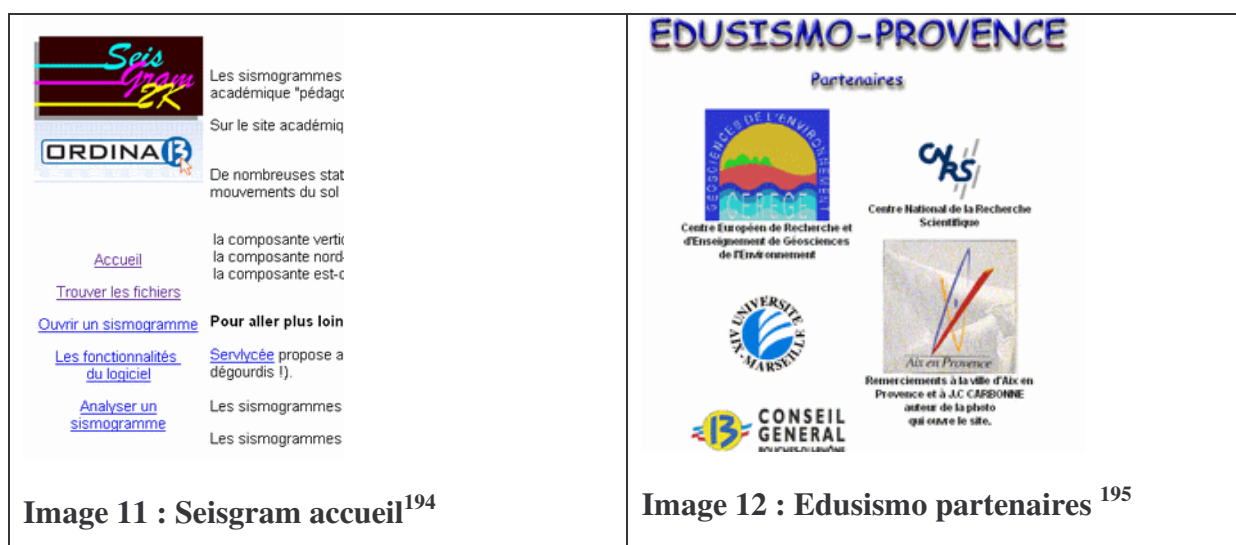 Seis
Gram
2K
ORDINA13
Accueil
Trouver les fichiers
Ouvrir un sismogramme
Les fonctionnalités
du logiciel
Analyser un
sismogramme
Les sismogrammes
académique "pédago
Sur le site académiq
De nombreuses stat
mouvements du sol
la composante vertic
la composante nord-
la composante est-o
Pour aller plus loin
Servlycée propose a
dégourdis !).
Les sismogrammes
Les sismogrammes
Image 11 : Seisgram accueil194
EDUSISMO-PROVENCE
Partenaires
GEOSCIENCES DE L'ENVIRONNEMENT
CEREGE
Centre Européen de Recherche et
d'Enseignement de Géosciences
de l'Environnement
CNRS
Centre National de la Recherche
Scientifique
UNIVERSITE
AIX-MARSEILLE
Aix en Provence
Remerciements à la ville d'Aix en
Provence et à J.C CARBONNE
auteur de la photo
qui ouvre le site.
13 CONSEIL
GENERAL
BOUCHES-DU-RHÔNE
Image 12 : Edusismo partenaires 195